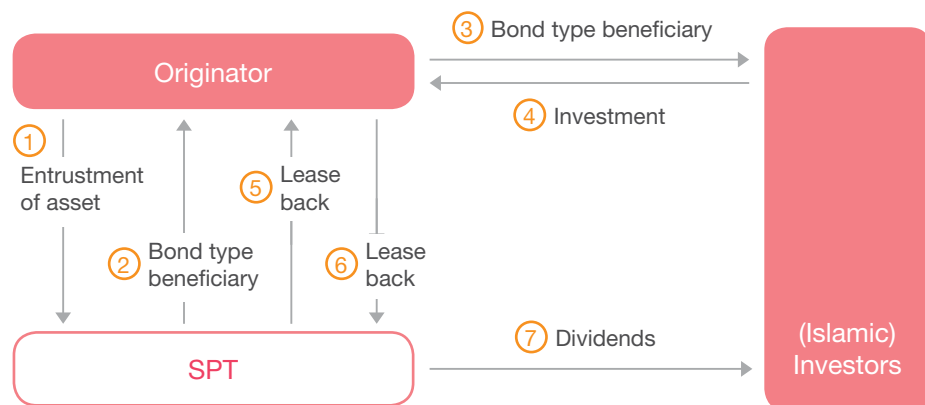 Originator
3 Bond type beneficiary
4 Investment
1
Entrustment
of asset
2 Bond type
beneficiary
5 Lease
back
6 Lease
back
SPT
7 Dividends
(Islamic)
Investors